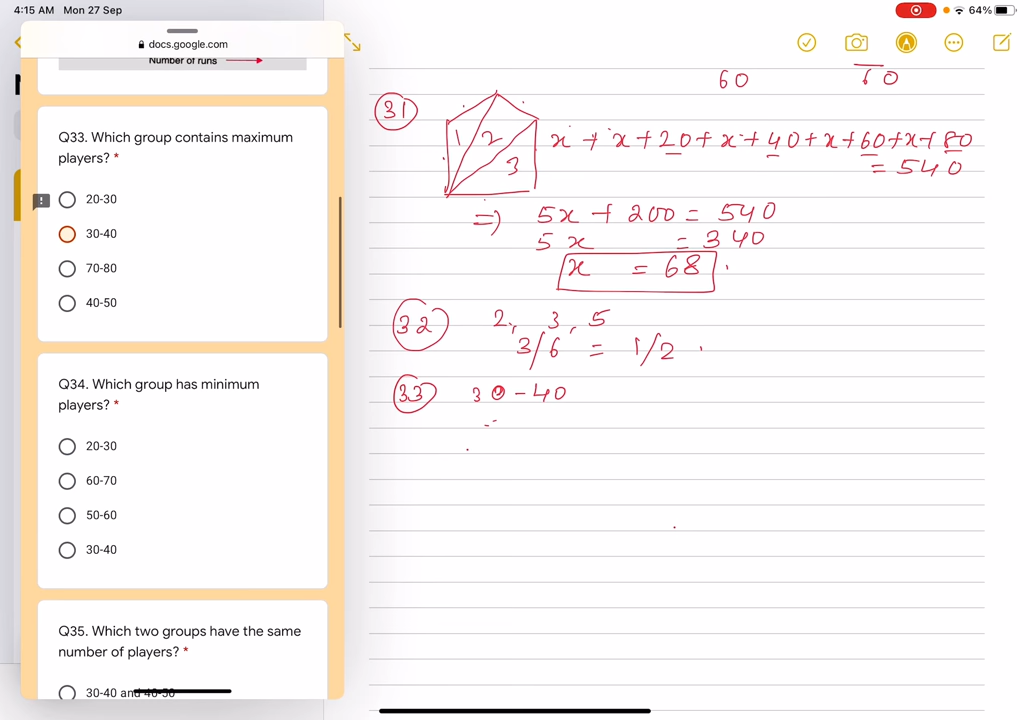 4:15 AM Mon 27 Sep
64%
docs.google.com
Number of runs
Q33. Which group contains maximum
players? *
20-30
30-40
70-80
40-50
Q34. Which group has minimum
players? *
20-30
60-70
50-60
30-40
Q35. Which two groups have the same
number of players? *
30-40 and 40-50
60 60
31
1 2 3
x + x + 20 + x + 40 + x + 60 + x + 80
= 540
=) 5x + 200 = 540
5x = 340
x = 68
32 2, 3, 5
3/6 = 1/2
33 30-40